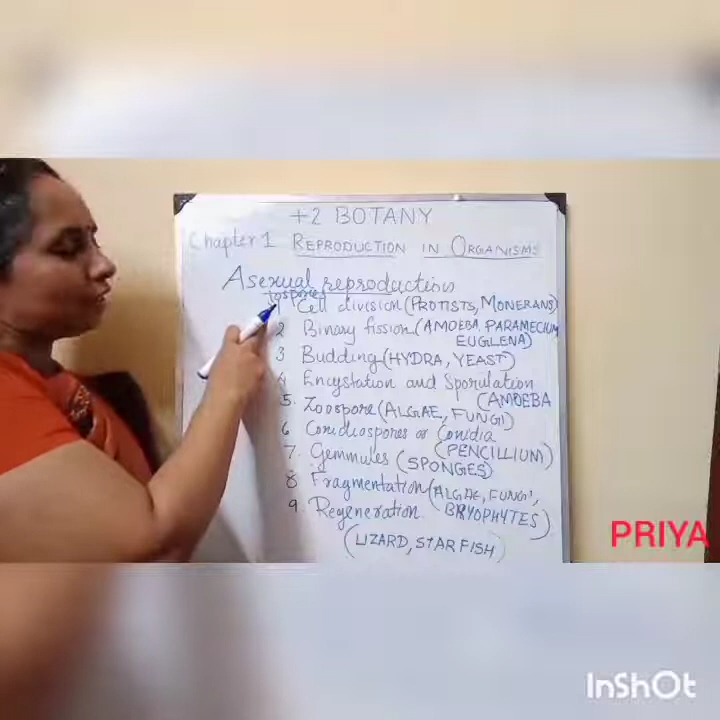 +2 BOTANY
Chapter 1 REPRODUCTION IN ORGANISMS
Asexual reproduction
1 Cell division (PROTISTS, MONERANS)
2 Binary fission (AMOEBA, PARAMECIUM
EUGLENA)
3 Budding (HYDRA, YEAST)
4 Encystation and Sporulation
(AMOEBA
5. Zoospore (ALGAE, FUNGI)
6 Conidiospores or Conidia
(PENCILLIUM)
7. Gemmules (SPONGES)
8 Fragmentation (ALGAE, FUNGI,
BRYOPHYTES)
9. Regeneration
(LIZARD, STAR FISH)
PRIYA
InShOt